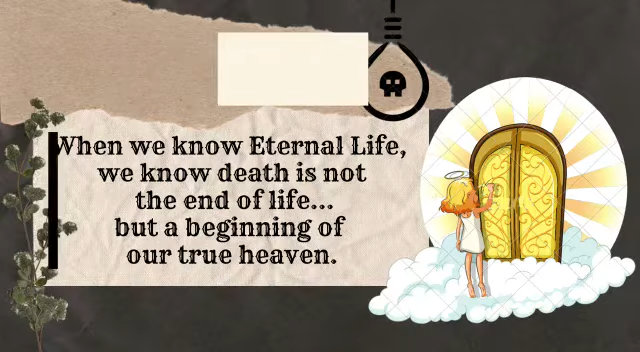 When we know Eternal Life,
we know death is not
the end of life...
but a beginning of
our true heaven.